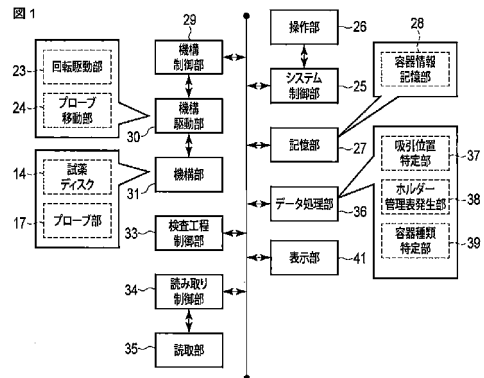 図1
29
機構
制御部
23
回転駆動部
24
プローブ
移動部
機構
駆動部
30
14
試薬
ディスク
17
プローブ部
機構部
31
33
検査工程
制御部
34
読み取り
制御部
35
読取部
操作部
26
システム
制御部
25
28
容器情報
記憶部
記憶部
27
データ処理部
36
吸引位置
特定部
37
ホルダー
管理表発生部
38
容器種類
特定部
39
表示部
41